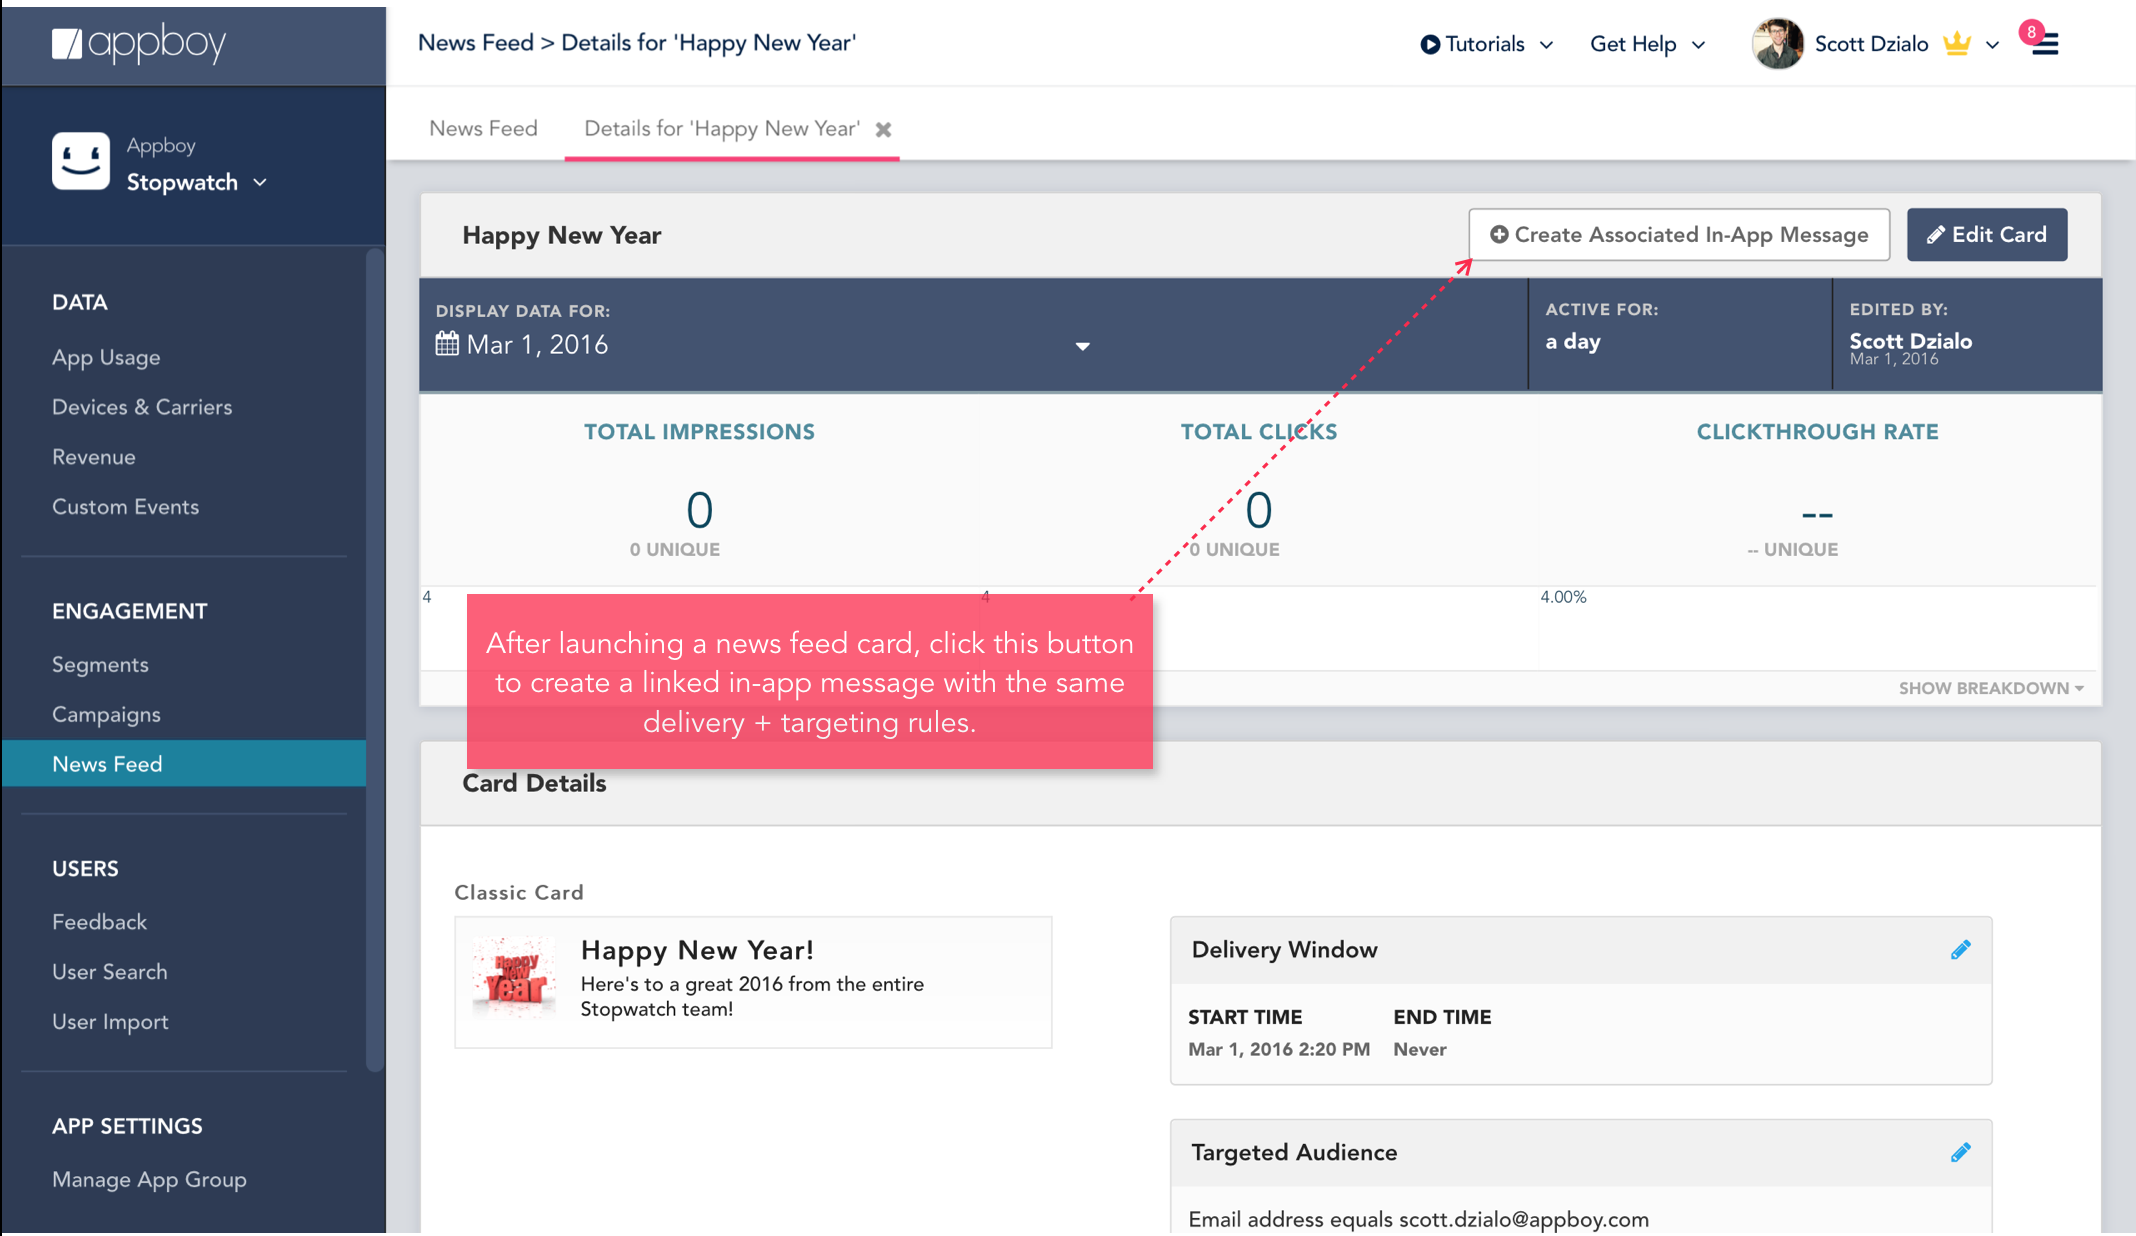 appboy
News Feed > Details for 'Happy New Year'
Tutorials
Get Help
Scott Dzialo
8
Appboy
Stopwatch
News Feed
Details for 'Happy New Year'
DATA
App Usage
Devices & Carriers
Revenue
Custom Events
ENGAGEMENT
Segments
Campaigns
News Feed
USERS
Feedback
User Search
User Import
APP SETTINGS
Manage App Group
Happy New Year
Create Associated In-App Message
Edit Card
DISPLAY DATA FOR:
Mar 1, 2016
ACTIVE FOR:
a day
EDITED BY:
Scott Dzialo
Mar 1, 2016
TOTAL IMPRESSIONS
0
0 UNIQUE
TOTAL CLICKS
0
0 UNIQUE
CLICKTHROUGH RATE
--
-- UNIQUE
4
4
4.00%
After launching a news feed card, click this button
to create a linked in-app message with the same
delivery + targeting rules.
SHOW BREAKDOWN
Card Details
Classic Card
Happy New Year
Happy New Year!
Here's to a great 2016 from the entire
Stopwatch team!
Delivery Window
START TIME
Mar 1, 2016 2:20 PM
END TIME
Never
Targeted Audience
Email address equals scott.dzialo@appboy.com